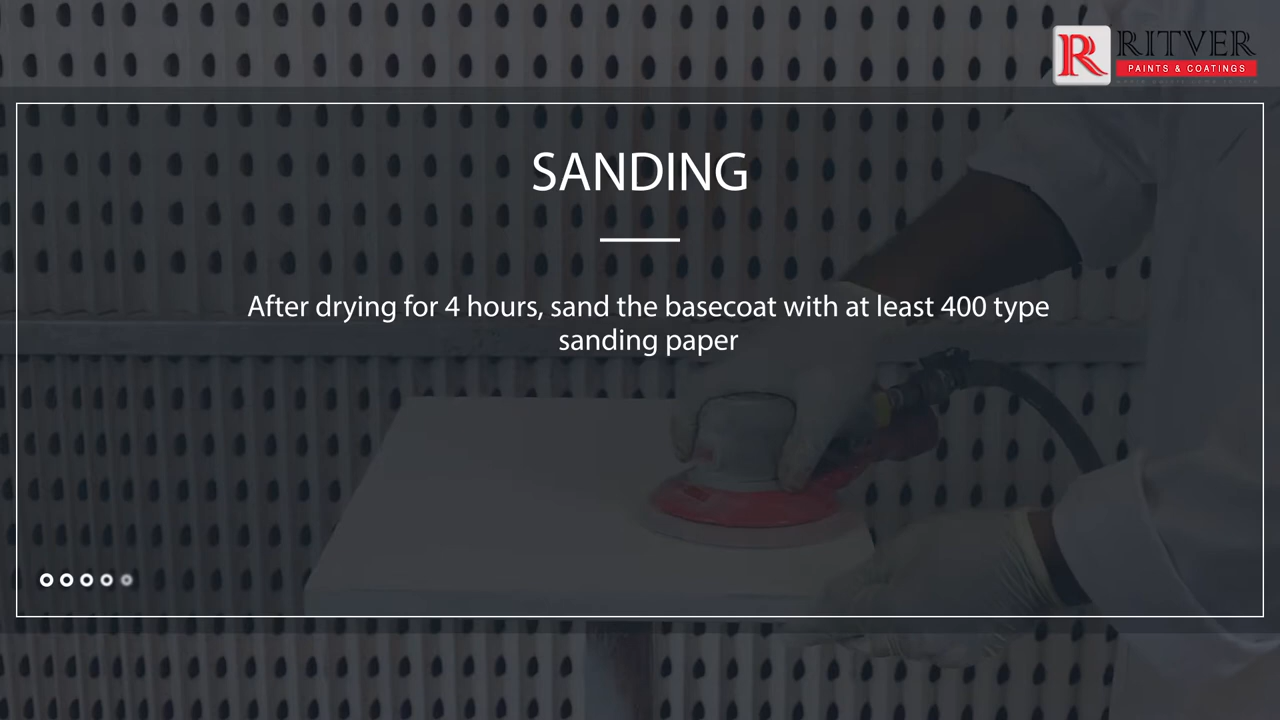 RITVER
PAINTS & COATINGS
SANDING
After drying for 4 hours, sand the basecoat with at least 400 type
sanding paper